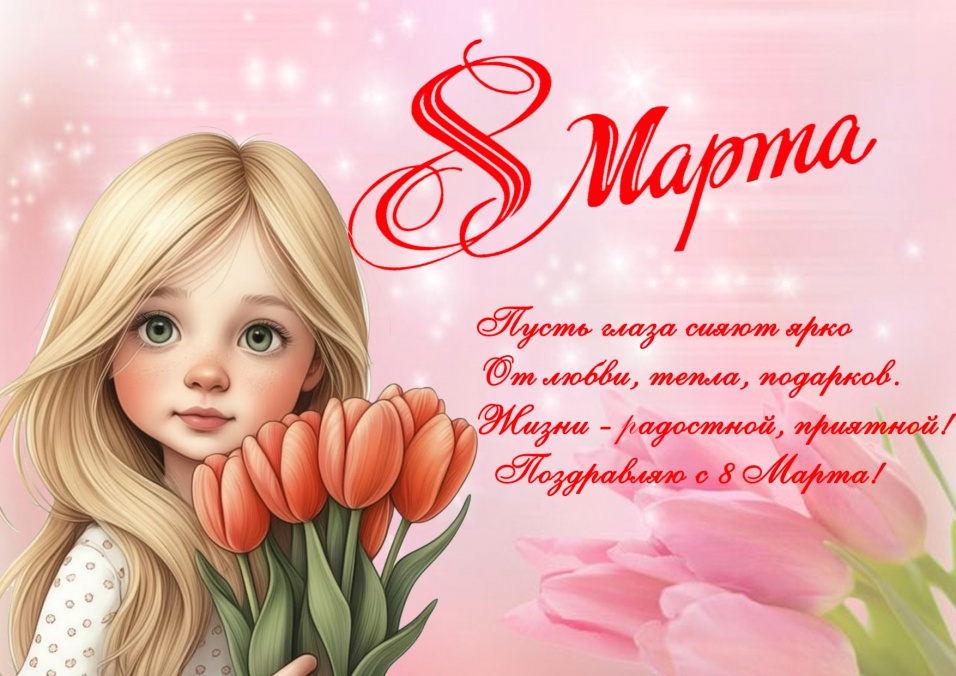 8 Марта
Пусть глаза сияют ярко
От любви, тепла, подарков.
Жизни - радостной, приятной!
Поздравляю с 8 Марта!